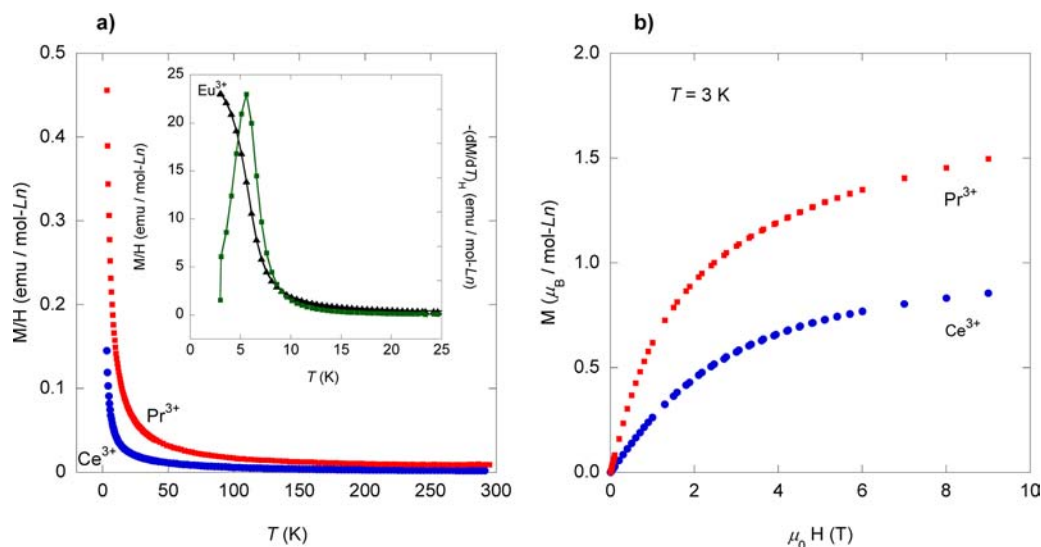 a)
M/H (emu / mol-Ln)
0.5
0.4
0.3
0.2
0.1
0
0 50 100 150 200 250 300
T (K)
Pr³⁺
Ce³⁺
Eu³⁺
M/H (emu / mol-Ln)
25
20
15
10
5
0
0 5 10 15 20 25
T (K)
-(dM/dT)H (emu / mol-Ln)
b)
M (μB / mol-Ln)
2.0
1.5
1.0
0.5
0.0
0 2 4 6 8 10
μ₀ H (T)
T = 3 K
Pr³⁺
Ce³⁺